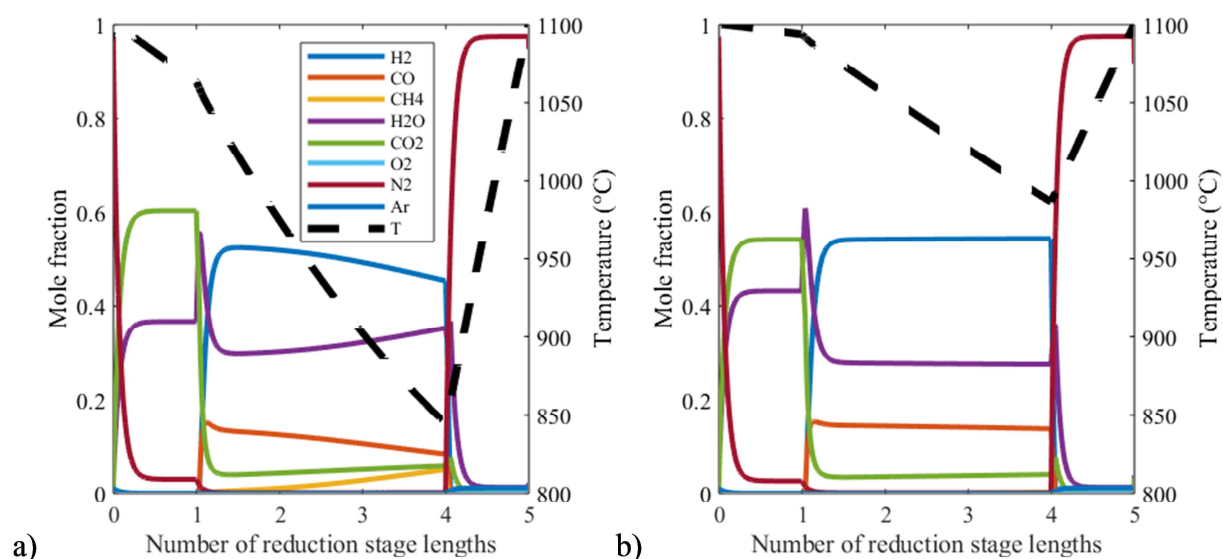 1
0.8
0.6
0.4
0.2
0
Mole fraction
0
1
2
3
4
5
Number of reduction stage lengths
1100
1050
1000
950
900
850
800
Temperature (°C)
H2
CO
CH4
H2O
CO2
O2
N2
Ar
T
a)
1
0.8
0.6
0.4
0.2
0
Mole fraction
0
1
2
3
4
5
Number of reduction stage lengths
1100
1050
1000
950
900
850
800
Temperature (°C)
b)